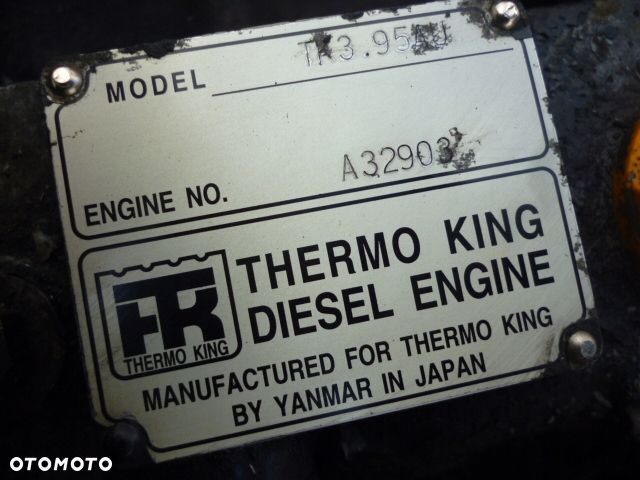 MODEL
ENGINE NO. A32903
THERMO KING
DIESEL ENGINE
TK
THERMO KING
MANUFACTURED FOR THERMO KING
BY YANMAR IN JAPAN
OTOMOTO